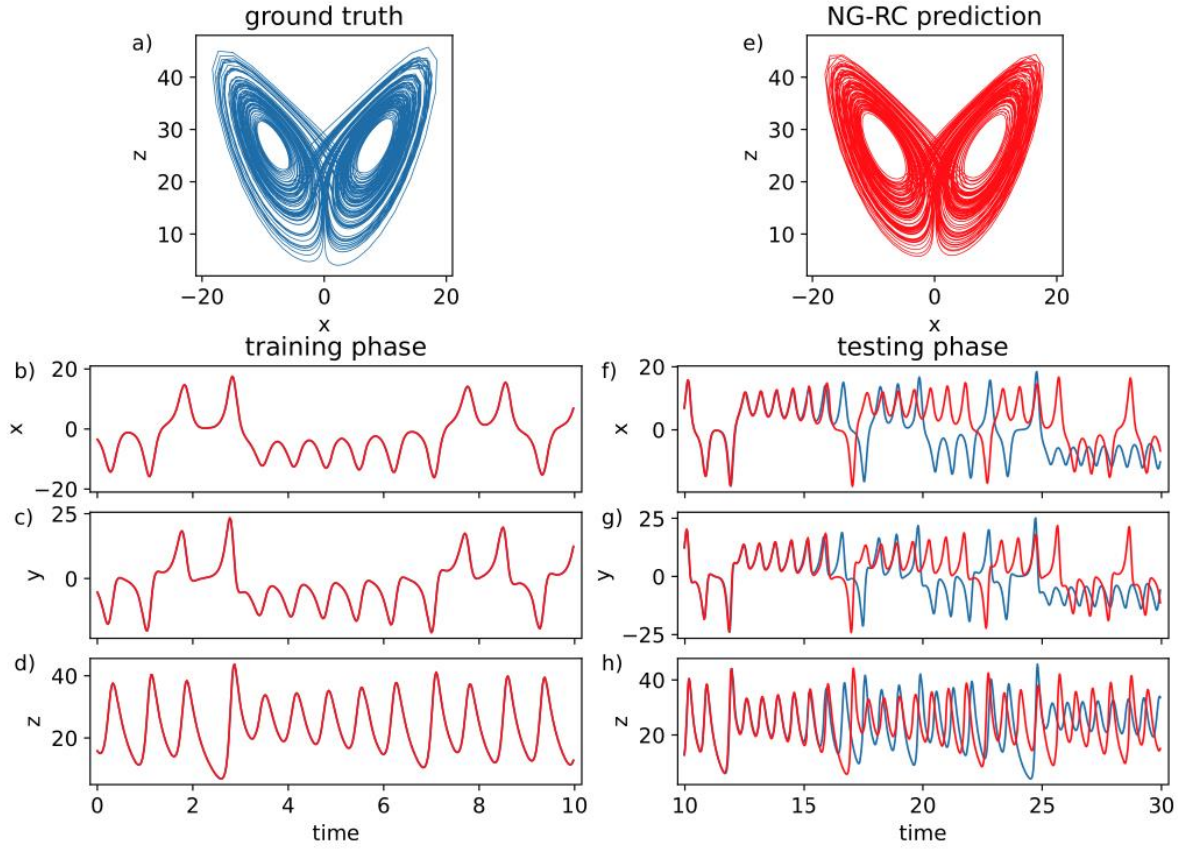 ground truth
a)
z
40
30
20
10
−20
0
20
x
NG-RC prediction
e)
z
40
30
20
10
−20
0
20
x
training phase
b)
x
20
0
−20
c)
y
25
0
d)
z
40
20
0
2
4
6
8
10
time
testing phase
f)
x
20
0
g)
y
25
0
−25
h)
z
40
20
10
15
20
25
30
time